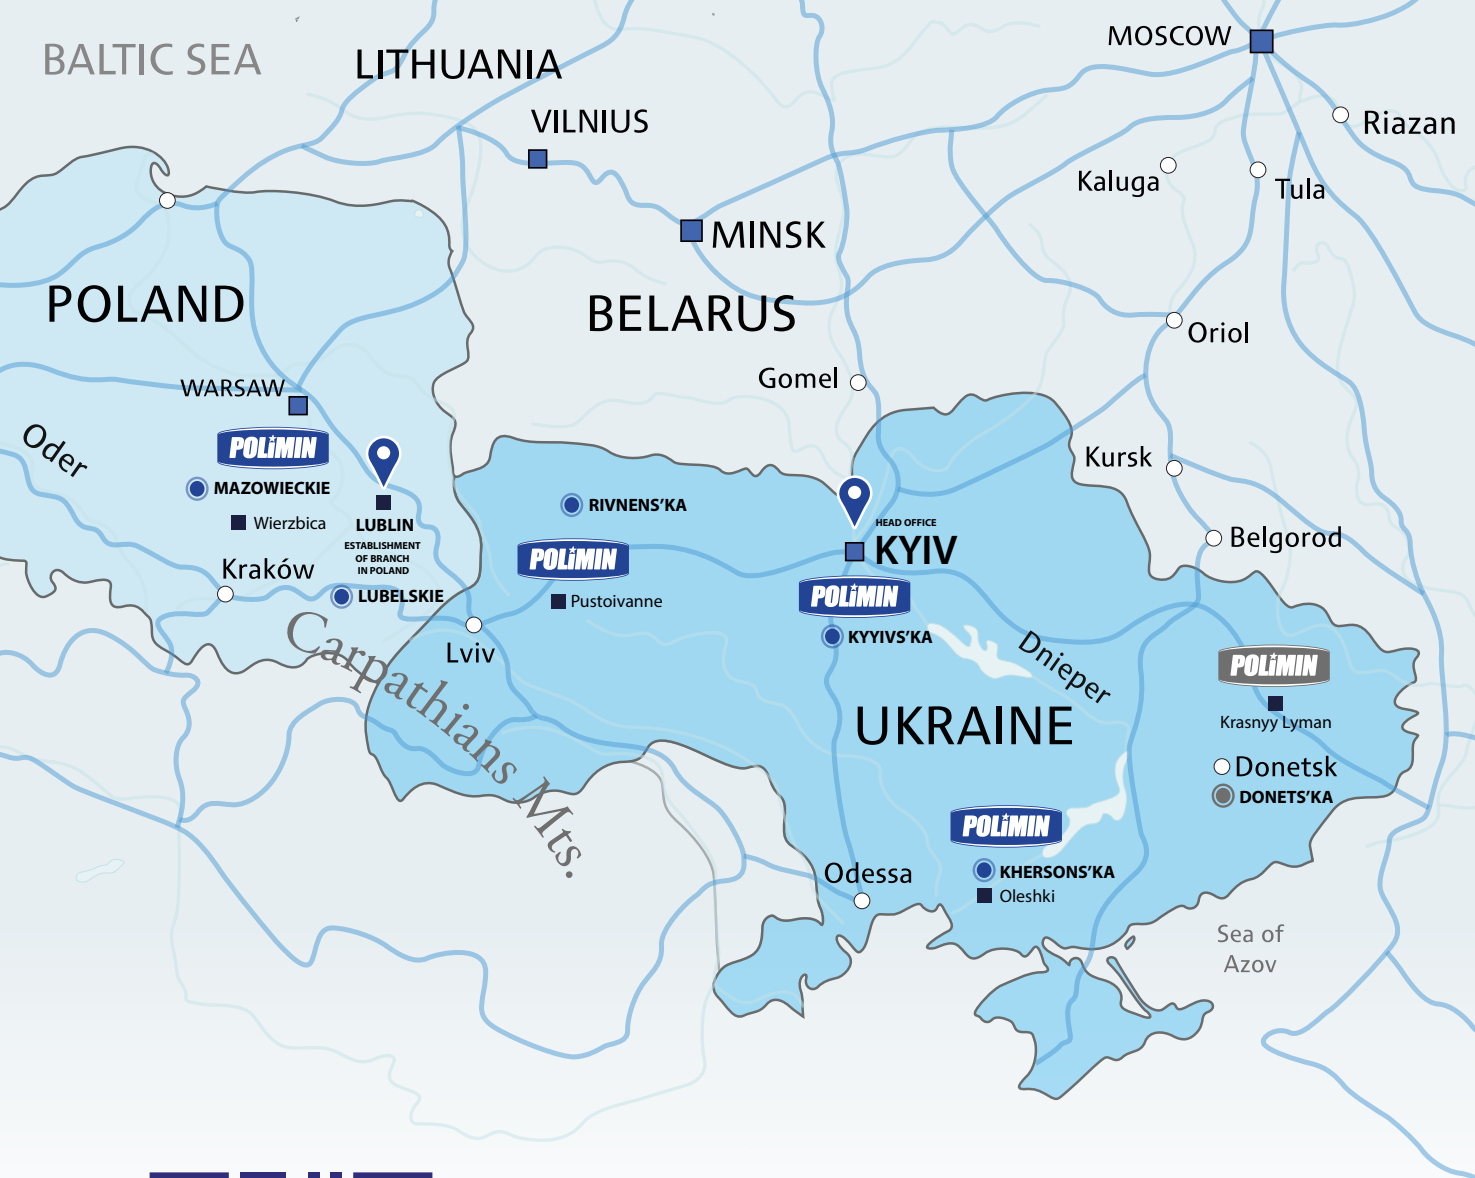 BALTIC SEA
LITHUANIA
MOSCOW
VILNIUS
Riazan
Kaluga
Tula
MINSK
POLAND
BELARUS
Oriol
Gomel
WARSAW
Oder
POLiMIN
Kursk
MAZOWIECKIE
RIVNENS'KA
Wierzbica
LUBLIN
HEAD OFFICE
KYIV
Belgorod
ESTABLISHMENT
OF BRANCH
IN POLAND
POLiMIN
Kraków
LUBELSKIE
POLiMIN
Pustoivanne
Carpathians Mts.
Lviv
KYYIVS'KA
Dnieper
POLiMIN
UKRAINE
Krasnyy Lyman
Donetsk
DONETS'KA
POLiMIN
Odessa
KHERSONS'KA
Oleshki
Sea of
Azov